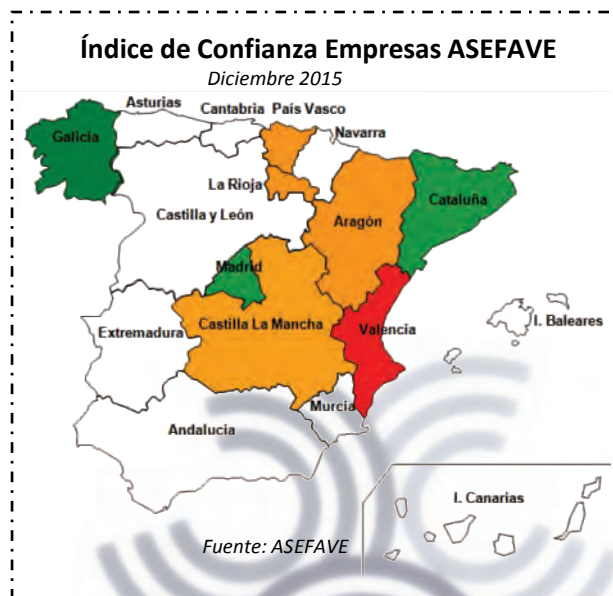 Índice de Confianza Empresas ASEFAVE
Diciembre 2015
Asturias
Cantabria
País Vasco
Navarra
Galicia
La Rioja
Cataluña
Castilla y León
Aragón
Madrid
Extremadura
Castilla La Mancha
Valencia
I. Baleares
Murcia
Andalucia
I. Canarias
Fuente: ASEFAVE